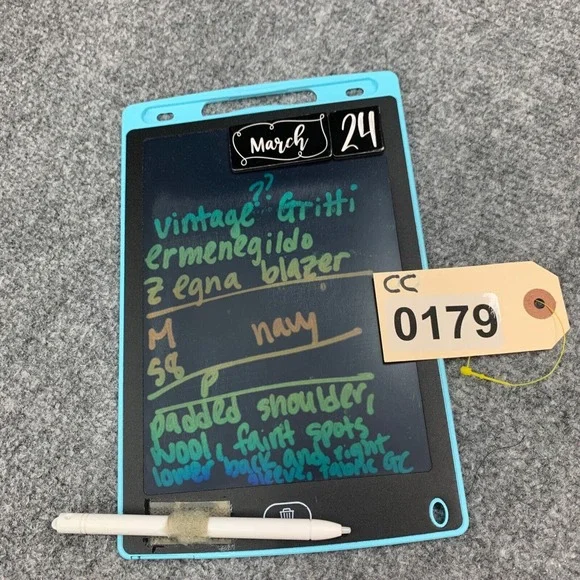 March 24
??
vintage Gritti
ermenegildo
zegna blazer
CC
0179
M navy
58
P
padded shoulder,
wool, faint spots
lower back and right
sleeve, fabric GC